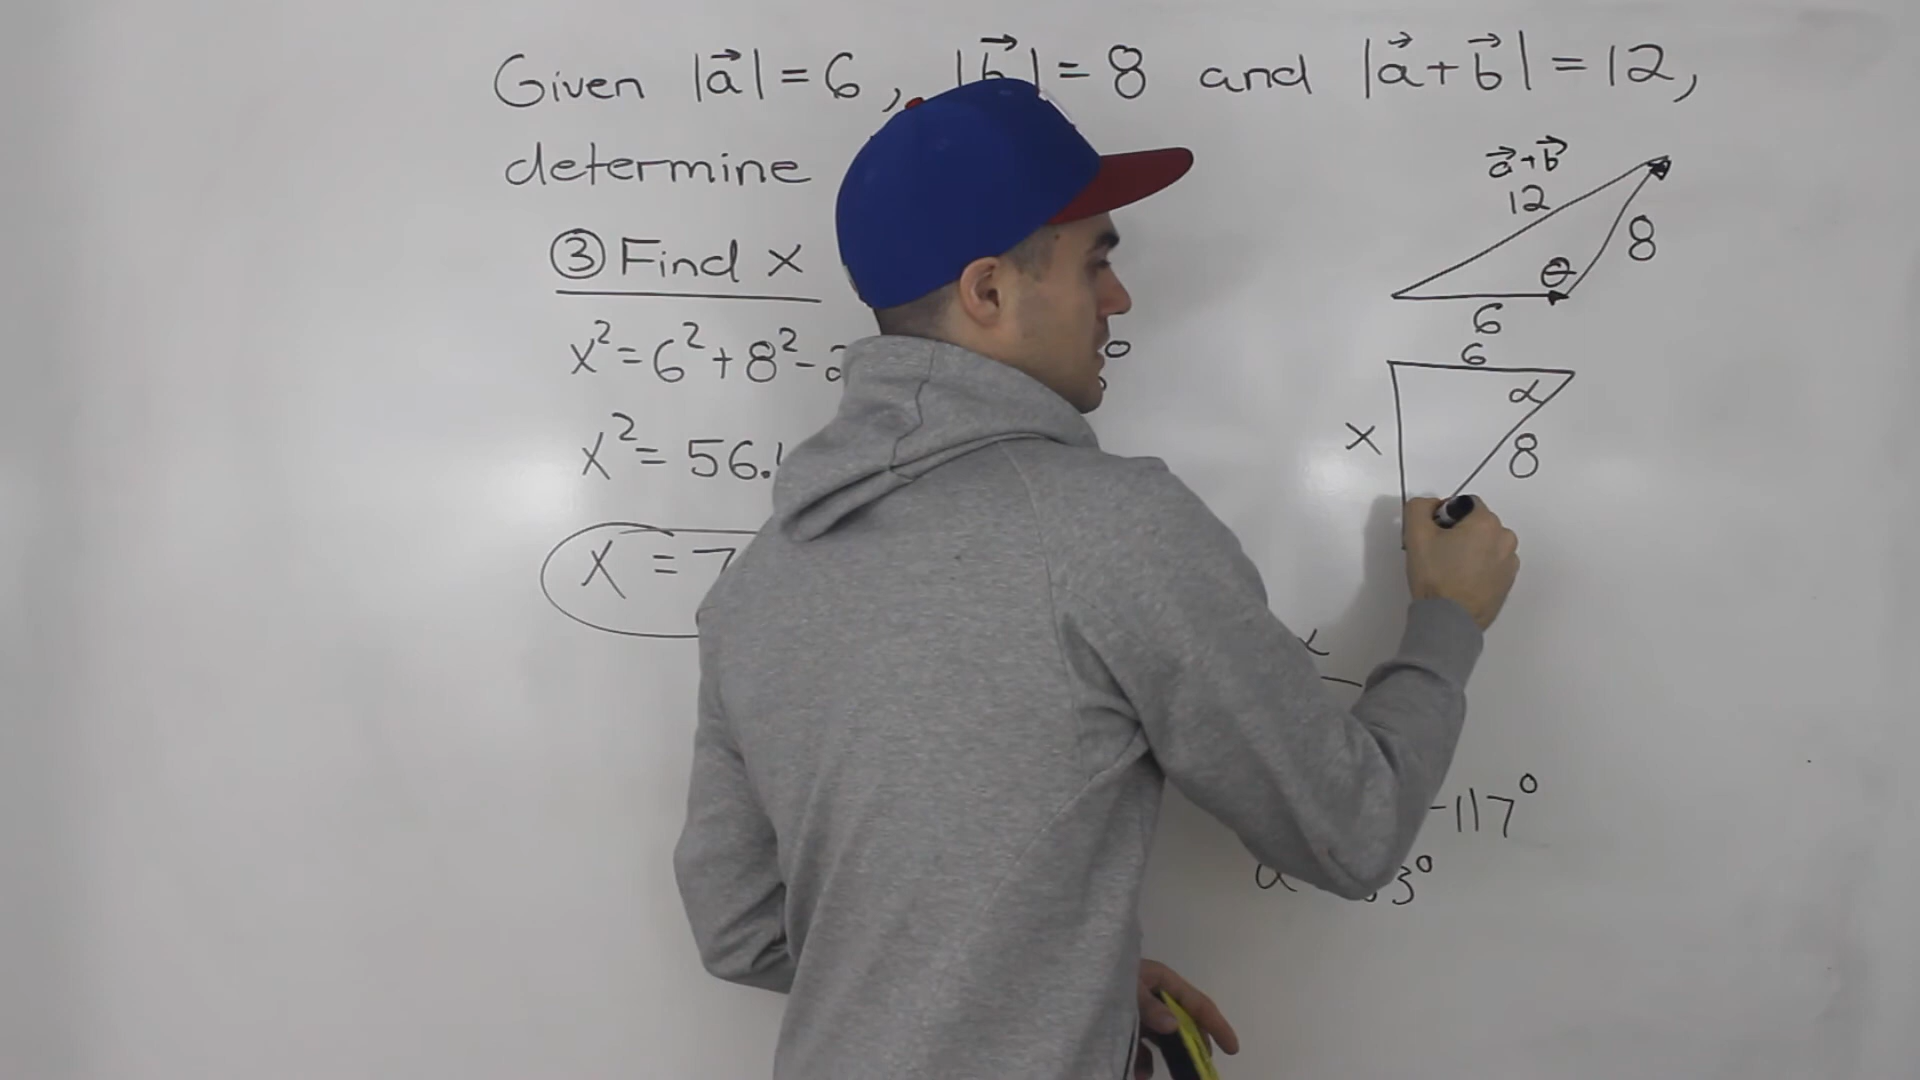 Given |a⃗| = 6, |b⃗| = 8 and |a⃗+b⃗| = 12,
determine
③ Find x
x² = 6² + 8² - 2
x² = 56.
x = 7
a⃗+b⃗
12
8
θ
6
6
α
x
8
-117°
3°